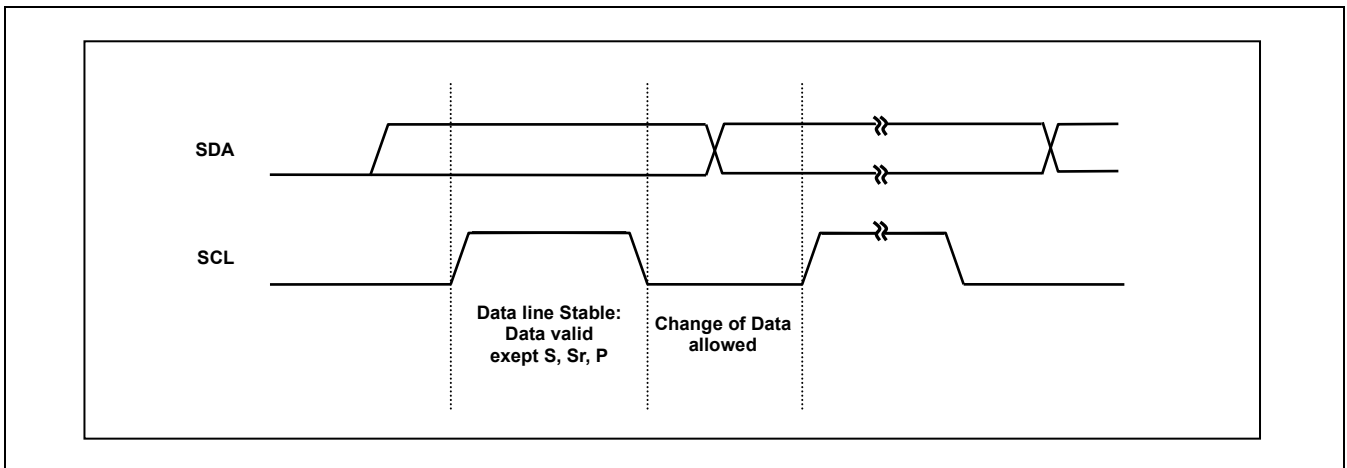 SDA
SCL
Data line Stable:
Data valid
exept S, Sr, P
Change of Data
allowed